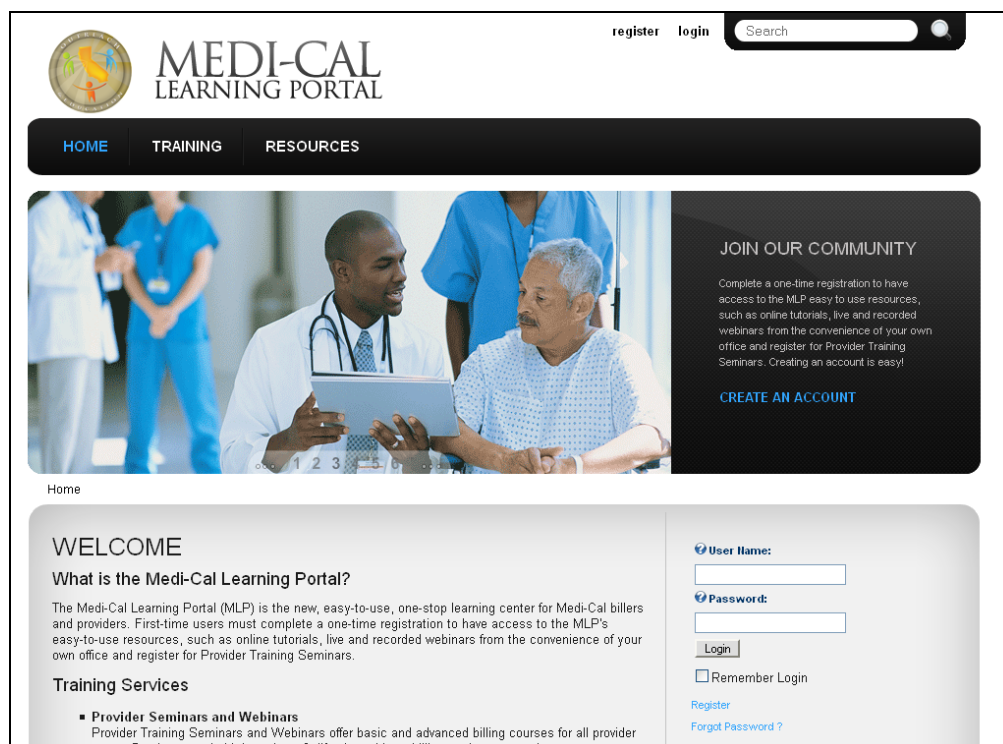 register login Search
MEDI-CAL
LEARNING PORTAL
HOME TRAINING RESOURCES
JOIN OUR COMMUNITY
Complete a one-time registration to have
access to the MLP easy to use resources,
such as online tutorials, live and recorded
webinars from the convenience of your own
office and register for Provider Training
Seminars. Creating an account is easy!
CREATE AN ACCOUNT
... 1 2 3 4 5 6 ...
Home
WELCOME
What is the Medi-Cal Learning Portal?
The Medi-Cal Learning Portal (MLP) is the new, easy-to-use, one-stop learning center for Medi-Cal billers
and providers. First-time users must complete a one-time registration to have access to the MLP's
easy-to-use resources, such as online tutorials, live and recorded webinars from the convenience of your
own office and register for Provider Training Seminars.
Training Services
Provider Seminars and Webinars
Provider Training Seminars and Webinars offer basic and advanced billing courses for all provider
User Name:
Password:
Login
Remember Login
Register
Forgot Password ?